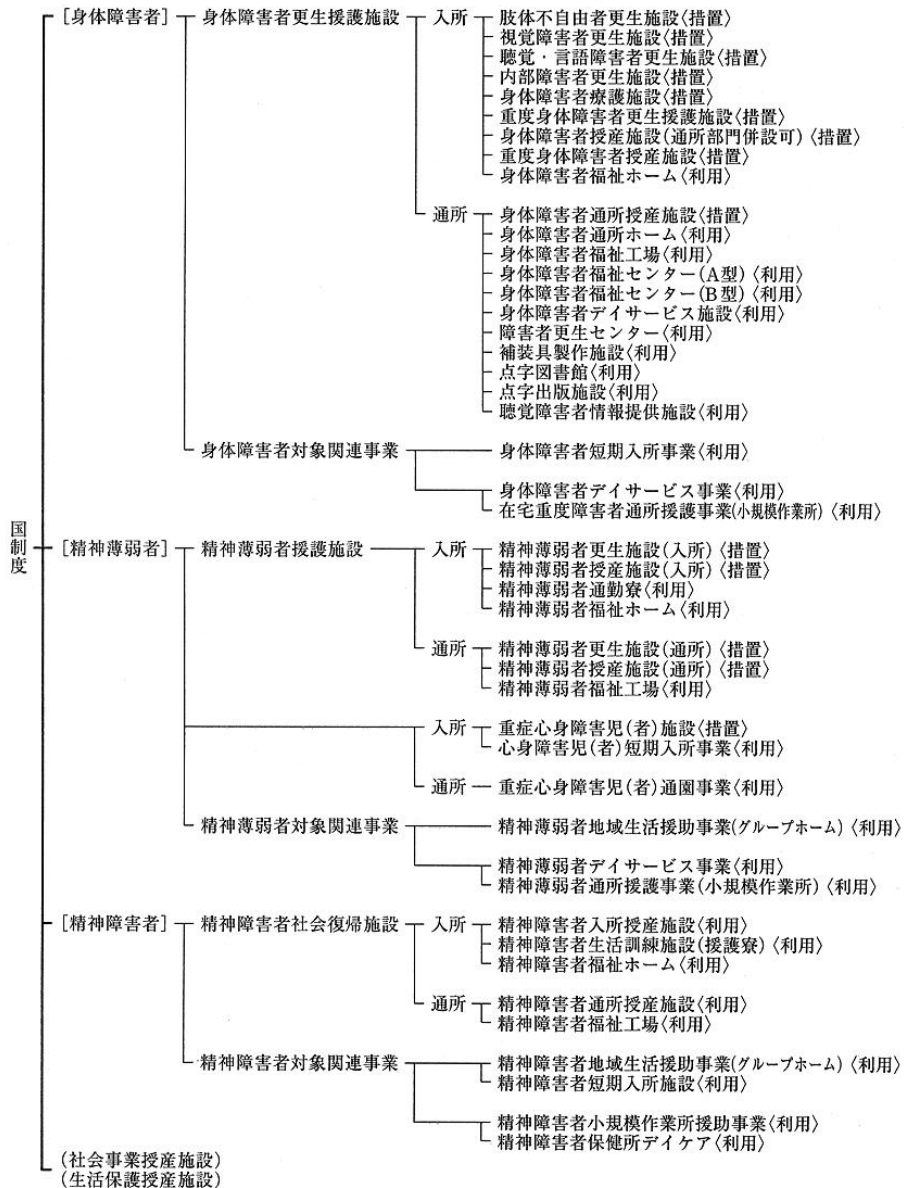 国制度
[身体障害者]
身体障害者更生援護施設
入所
肢体不自由者更生施設〈措置〉
視覚障害者更生施設〈措置〉
聴覚・言語障害者更生施設〈措置〉
内部障害者更生施設〈措置〉
身体障害者療護施設〈措置〉
重度身体障害者更生援護施設〈措置〉
身体障害者授産施設(通所部門併設可)〈措置〉
重度身体障害者授産施設〈措置〉
身体障害者福祉ホーム〈利用〉
通所
身体障害者通所授産施設〈措置〉
身体障害者通所ホーム〈利用〉
身体障害者福祉工場〈利用〉
身体障害者福祉センター(A型)〈利用〉
身体障害者福祉センター(B型)〈利用〉
身体障害者デイサービス施設〈利用〉
障害者更生センター〈利用〉
補装具製作施設〈利用〉
点字図書館〈利用〉
点字出版施設〈利用〉
聴覚障害者情報提供施設〈利用〉
身体障害者対象関連事業
身体障害者短期入所事業〈利用〉
身体障害者デイサービス事業〈利用〉
在宅重度障害者通所援護事業(小規模作業所)〈利用〉
[精神薄弱者]
精神薄弱者援護施設
入所
精神薄弱者更生施設(入所)〈措置〉
精神薄弱者授産施設(入所)〈措置〉
精神薄弱者通勤寮〈利用〉
精神薄弱者福祉ホーム〈利用〉
通所
精神薄弱者更生施設(通所)〈措置〉
精神薄弱者授産施設(通所)〈措置〉
精神薄弱者福祉工場〈利用〉
入所
重症心身障害児(者)施設〈措置〉
心身障害児(者)短期入所事業〈利用〉
通所
重症心身障害児(者)通園事業〈利用〉
精神薄弱者対象関連事業
精神薄弱者地域生活援助事業(グループホーム)〈利用〉
精神薄弱者デイサービス事業〈利用〉
精神薄弱者通所援護事業(小規模作業所)〈利用〉
[精神障害者]
精神障害者社会復帰施設
入所
精神障害者入所授産施設〈利用〉
精神障害者生活訓練施設(援護寮)〈利用〉
精神障害者福祉ホーム〈利用〉
通所
精神障害者通所授産施設〈利用〉
精神障害者福祉工場〈利用〉
精神障害者対象関連事業
精神障害者地域生活援助事業(グループホーム)〈利用〉
精神障害者短期入所施設〈利用〉
精神障害者小規模作業所援助事業〈利用〉
精神障害者保健所デイケア〈利用〉
(社会事業授産施設)
(生活保護授産施設)